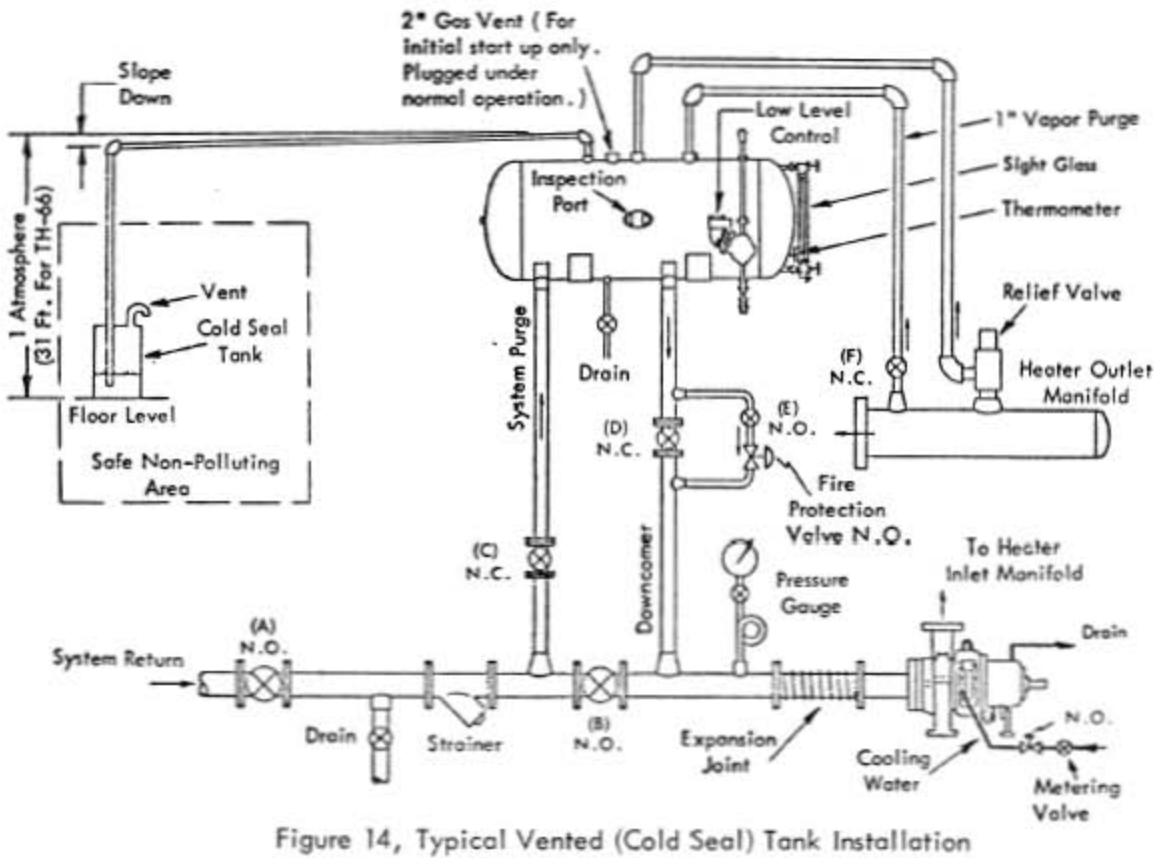 2" Gas Vent ( For
initial start up only.
Plugged under
normal operation.)
Slope
Down
Low Level
Control
1" Vapor Purge
Sight Glass
Thermometer
Inspection
Port
1 Atmosphere
(31 Ft. For TH-66)
Vent
Cold Seal
Tank
Floor Level
Safe Non-Polluting
Area
System Purge
Drain
Relief Valve
(F)
N.C.
Heater Outlet
Manifold
(D)
N.C.
(E)
N.O.
Fire
Protection
Valve N.O.
(C)
N.C.
Downcomer
Pressure
Gauge
To Heater
Inlet Manifold
Drain
(A)
N.O.
System Return
Drain
Strainer
(B)
N.O.
Expansion
Joint
Cooling
Water
N.O.
Metering
Valve
Figure 14, Typical Vented (Cold Seal) Tank Installation